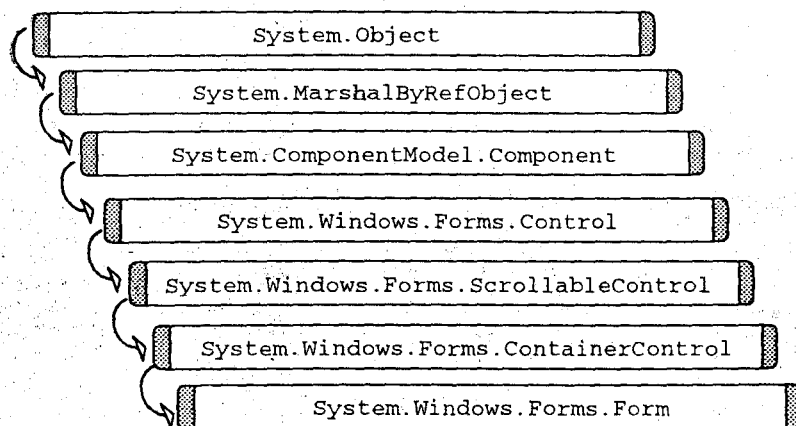 System.Object
System.MarshalByRefObject
System.ComponentModel.Component
System.Windows.Forms.Control
System.Windows.Forms.ScrollableControl
System.Windows.Forms.ContainerControl
System.Windows.Forms.Form